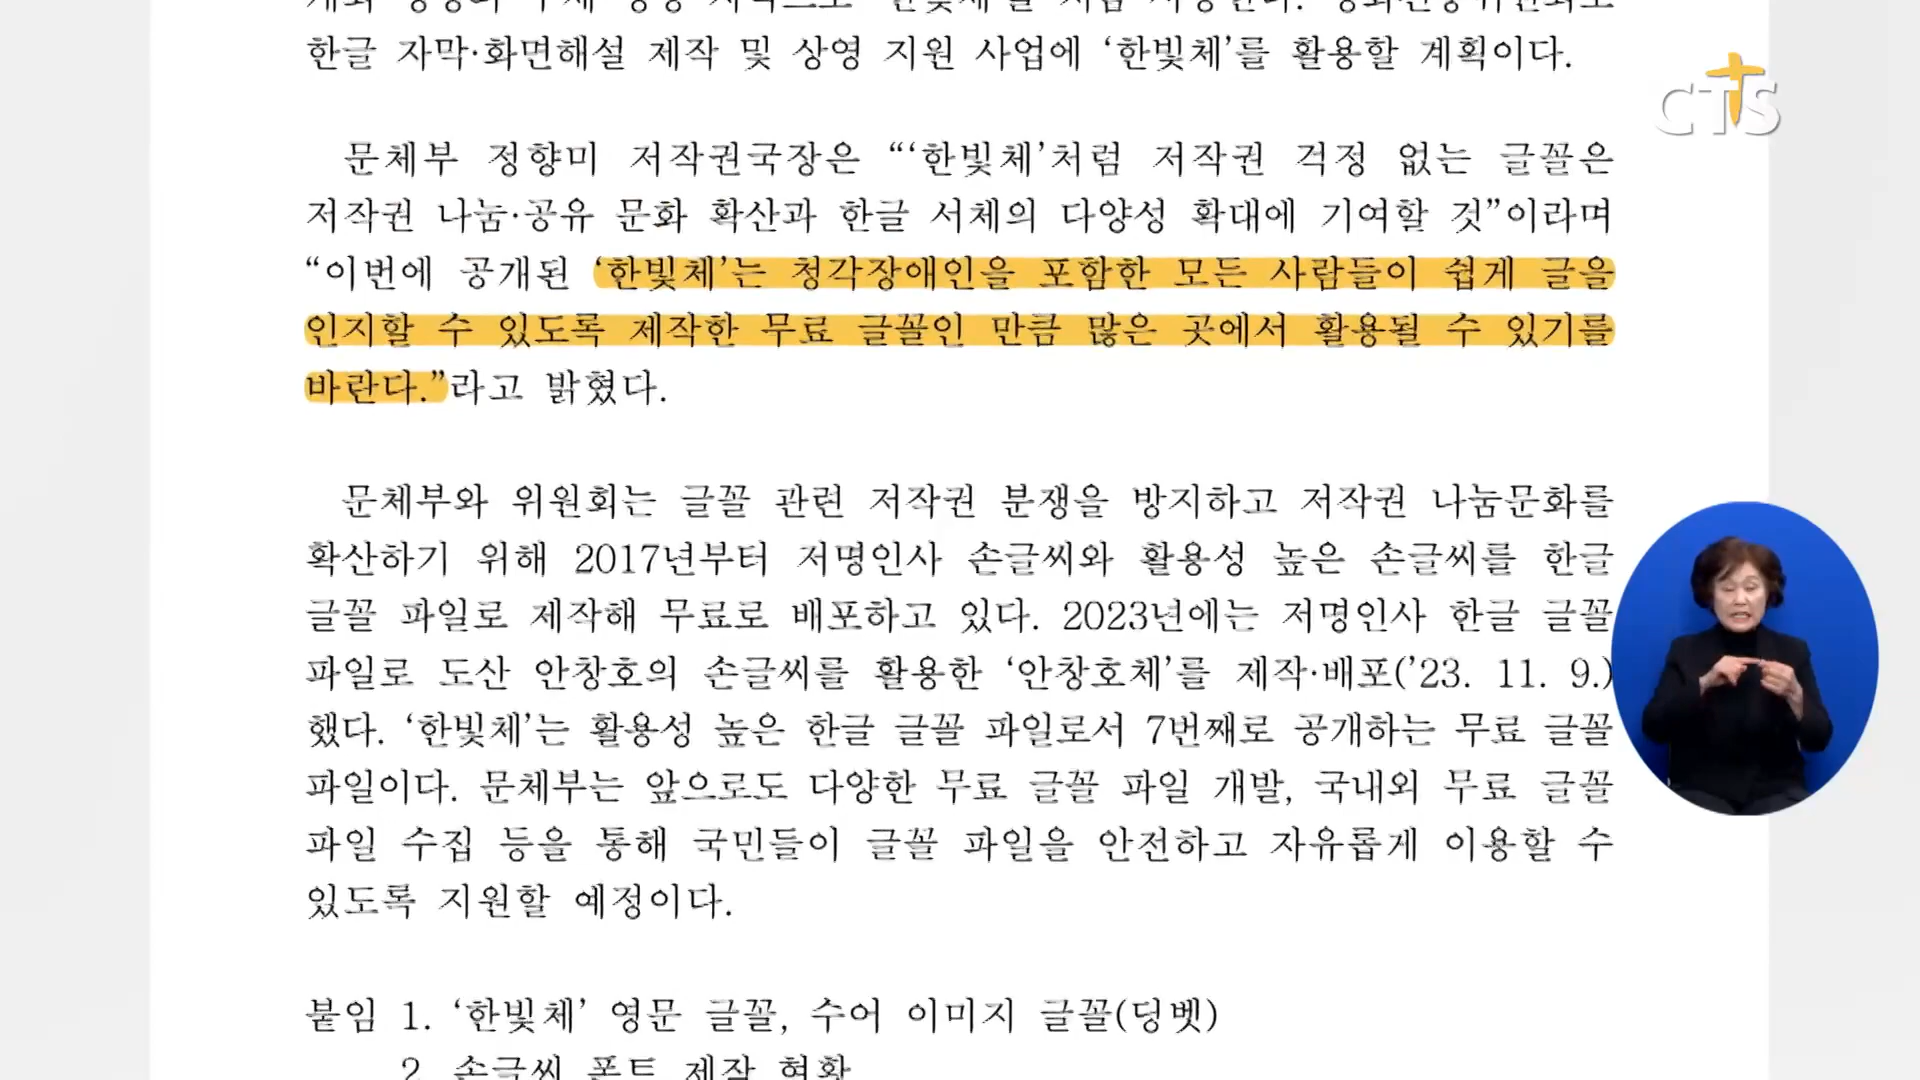 한글 자막·화면해설 제작 및 상영 지원 사업에 ‘한빛체’를 활용할 계획이다.
CTS
문체부 정향미 저작권국장은 “‘한빛체’처럼 저작권 걱정 없는 글꼴은
저작권 나눔·공유 문화 확산과 한글 서체의 다양성 확대에 기여할 것”이라며
“이번에 공개된 ‘한빛체’는 청각장애인을 포함한 모든 사람들이 쉽게 글을
인지할 수 있도록 제작한 무료 글꼴인 만큼 많은 곳에서 활용될 수 있기를
바란다.”라고 밝혔다.
문체부와 위원회는 글꼴 관련 저작권 분쟁을 방지하고 저작권 나눔문화를
확산하기 위해 2017년부터 저명인사 손글씨와 활용성 높은 손글씨를 한글
글꼴 파일로 제작해 무료로 배포하고 있다. 2023년에는 저명인사 한글 글꼴
파일로 도산 안창호의 손글씨를 활용한 ‘안창호체’를 제작·배포(’23. 11. 9.)
했다. ‘한빛체’는 활용성 높은 한글 글꼴 파일로서 7번째로 공개하는 무료 글꼴
파일이다. 문체부는 앞으로도 다양한 무료 글꼴 파일 개발, 국내외 무료 글꼴
파일 수집 등을 통해 국민들이 글꼴 파일을 안전하고 자유롭게 이용할 수
있도록 지원할 예정이다.
붙임 1. ‘한빛체’ 영문 글꼴, 수어 이미지 글꼴(딩벳)
2. 손글씨 폰트 제작 현황